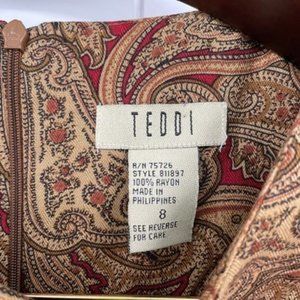 TEDDI
R/N 75726
STYLE 811897
100% RAYON
MADE IN
PHILIPPINES
8
SEE REVERSE
FOR CARE